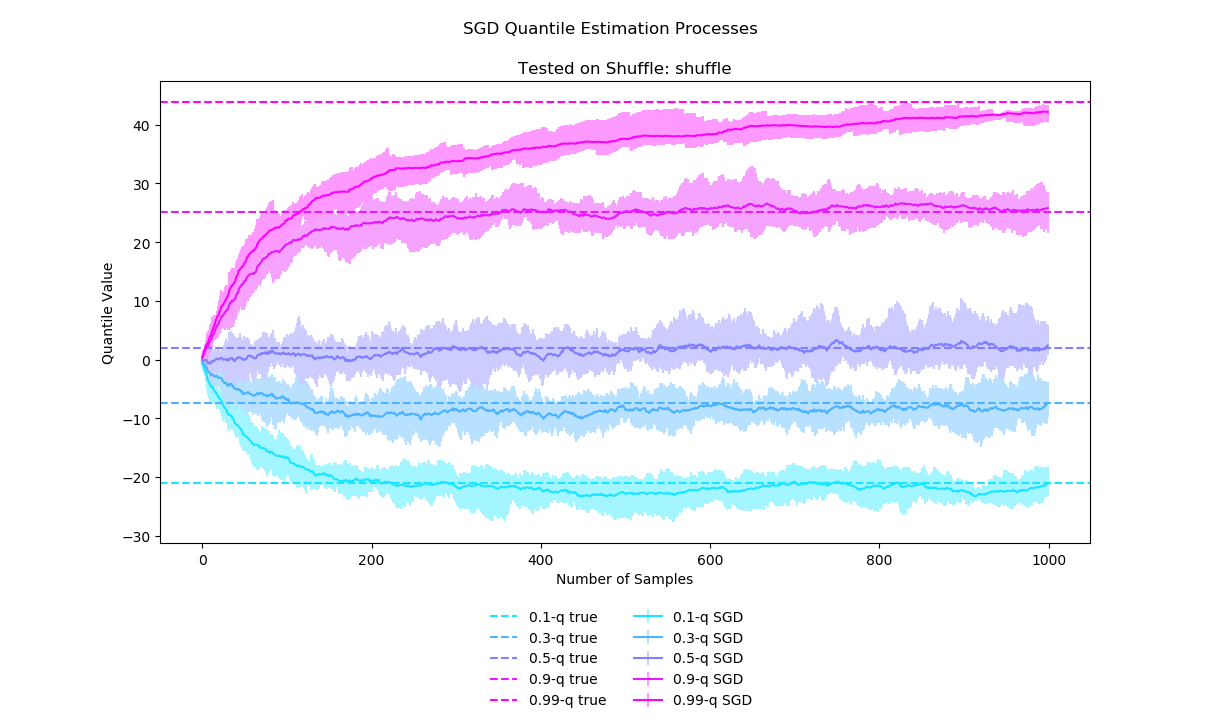 SGD Quantile Estimation Processes
Tested on Shuffle: shuffle
40
30
20
10
0
−10
−20
−30
Quantile Value
0 200 400 600 800 1000
Number of Samples
0.1-q true 0.1-q SGD
0.3-q true 0.3-q SGD
0.5-q true 0.5-q SGD
0.9-q true 0.9-q SGD
0.99-q true 0.99-q SGD